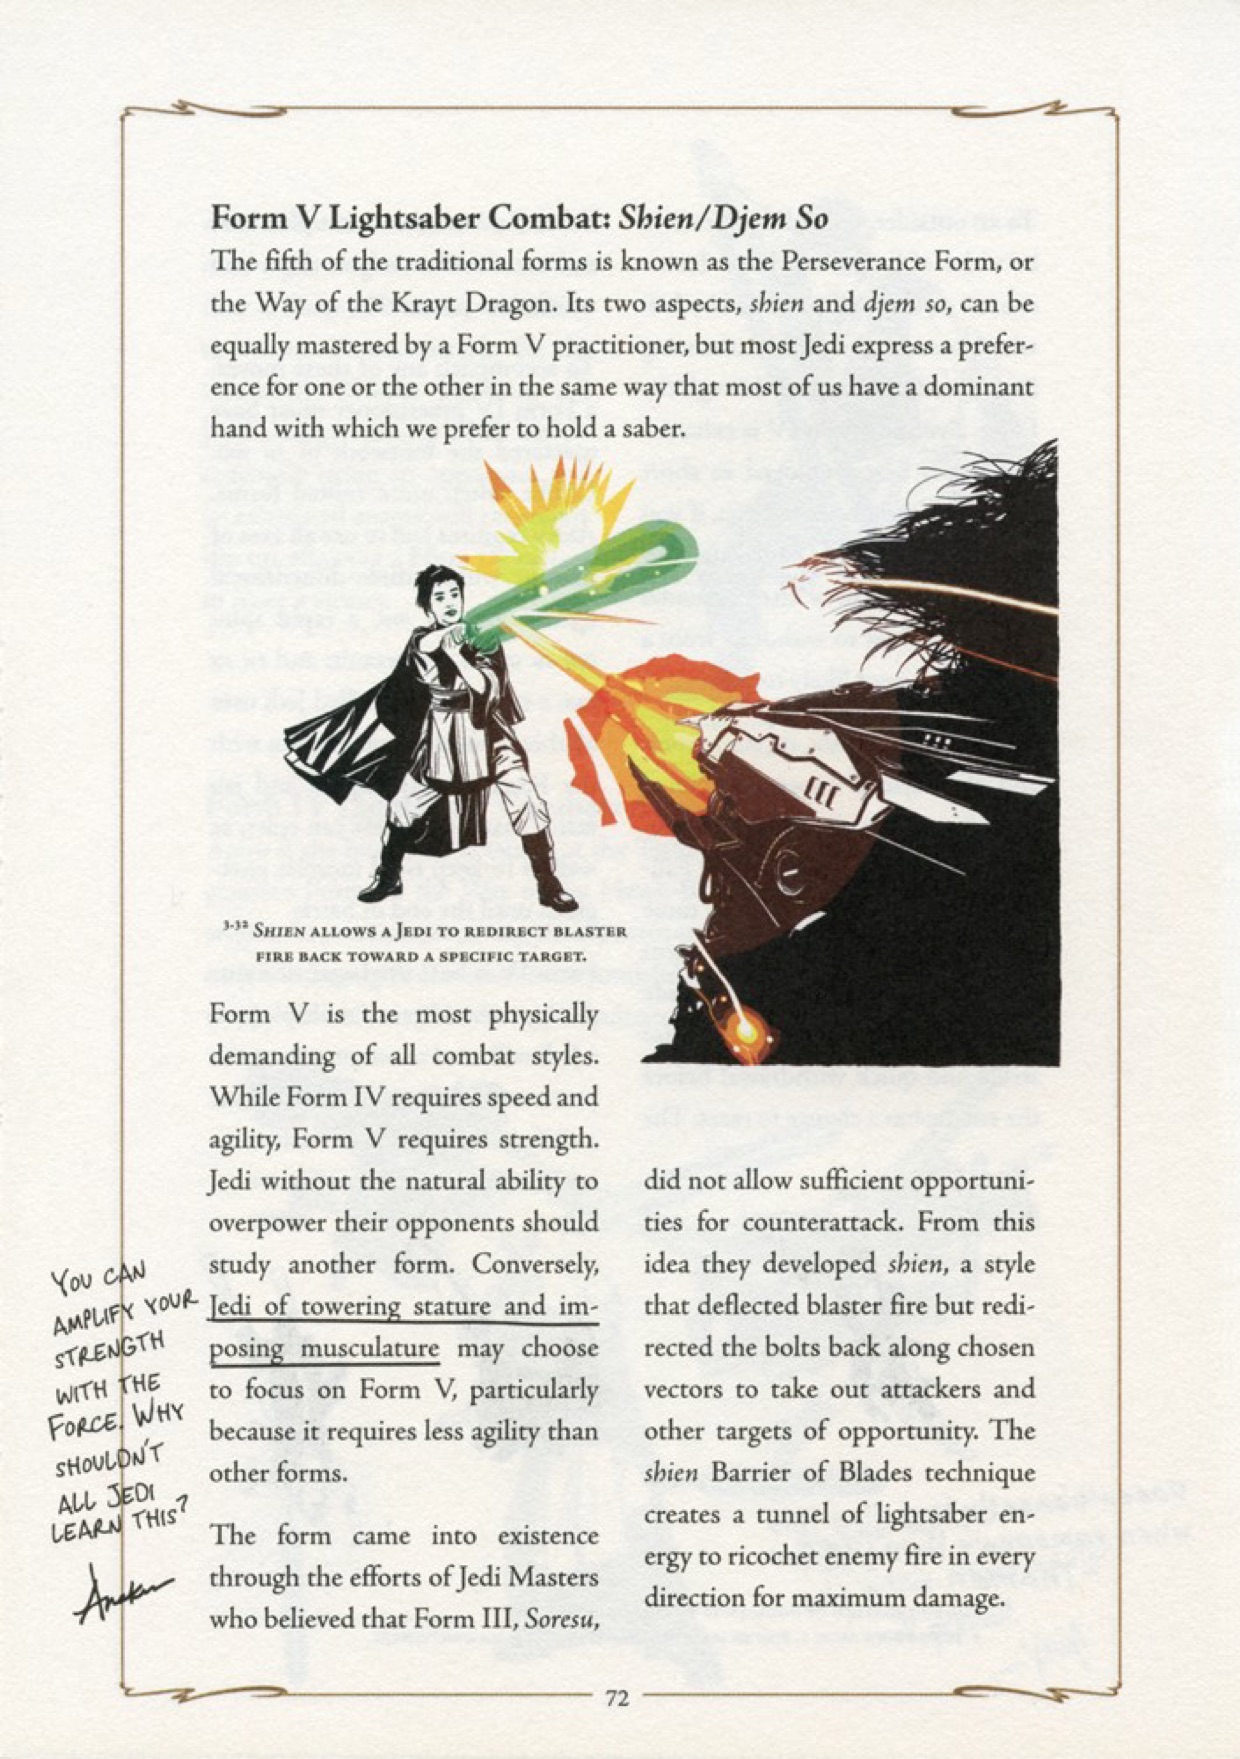 Form V Lightsaber Combat: Shien/Djem So
The fifth of the traditional forms is known as the Perseverance Form, or
the Way of the Krayt Dragon. Its two aspects, shien and djem so, can be
equally mastered by a Form V practitioner, but most Jedi express a prefer-
ence for one or the other in the same way that most of us have a dominant
hand with which we prefer to hold a saber.
3-32 SHIEN ALLOWS A JEDI TO REDIRECT BLASTER
FIRE BACK TOWARD A SPECIFIC TARGET.
Form V is the most physically
demanding of all combat styles.
While Form IV requires speed and
agility, Form V requires strength.
Jedi without the natural ability to
overpower their opponents should
study another form. Conversely,
Jedi of towering stature and im-
posing musculature may choose
to focus on Form V, particularly
because it requires less agility than
other forms.
The form came into existence
through the efforts of Jedi Masters
who believed that Form III, Soresu,
did not allow sufficient opportuni-
ties for counterattack. From this
idea they developed shien, a style
that deflected blaster fire but redi-
rected the bolts back along chosen
vectors to take out attackers and
other targets of opportunity. The
shien Barrier of Blades technique
creates a tunnel of lightsaber en-
ergy to ricochet enemy fire in every
direction for maximum damage.
YOU CAN
AMPLIFY YOUR
STRENGTH
WITH THE
FORCE. WHY
SHOULDN'T
ALL JEDI
LEARN THIS?
Anakin
72